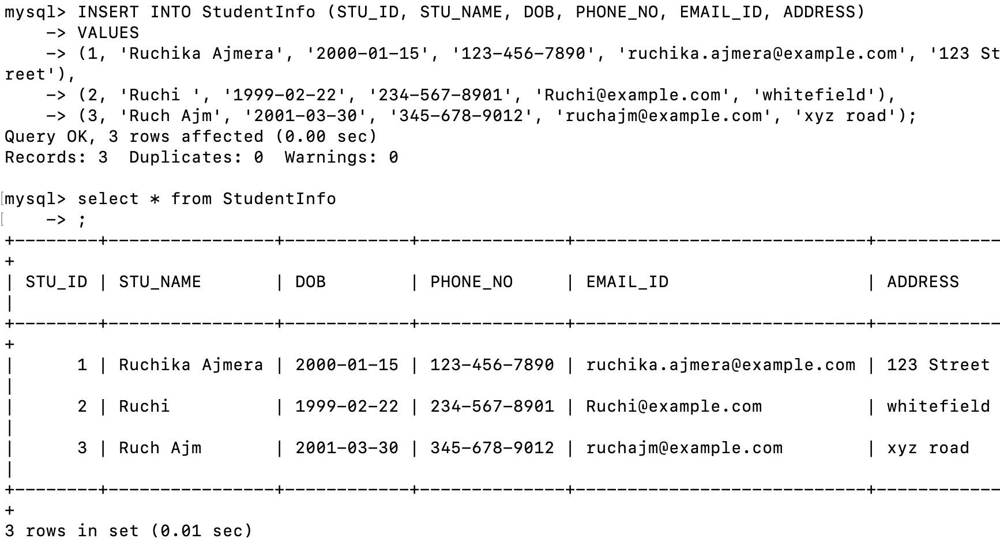 mysql> INSERT INTO StudentInfo (STU_ID, STU_NAME, DOB, PHONE_NO, EMAIL_ID, ADDRESS)
    -> VALUES
    -> (1, 'Ruchika Ajmera', '2000-01-15', '123-456-7890', 'ruchika.ajmera@example.com', '123 St
reet'),
    -> (2, 'Ruchi ', '1999-02-22', '234-567-8901', 'Ruchi@example.com', 'whitefield'),
    -> (3, 'Ruch Ajm', '2001-03-30', '345-678-9012', 'ruchajm@example.com', 'xyz road');
Query OK, 3 rows affected (0.00 sec)
Records: 3  Duplicates: 0  Warnings: 0

[mysql> select * from StudentInfo
[    -> ;
+--------+----------------+------------+--------------+----------------------------+------------
+
| STU_ID | STU_NAME       | DOB        | PHONE_NO     | EMAIL_ID                   | ADDRESS
|
+--------+----------------+------------+--------------+----------------------------+------------
+
|      1 | Ruchika Ajmera | 2000-01-15 | 123-456-7890 | ruchika.ajmera@example.com | 123 Street
|
|      2 | Ruchi          | 1999-02-22 | 234-567-8901 | Ruchi@example.com          | whitefield
|
|      3 | Ruch Ajm       | 2001-03-30 | 345-678-9012 | ruchajm@example.com        | xyz road
|
+--------+----------------+------------+--------------+----------------------------+------------
+
3 rows in set (0.01 sec)